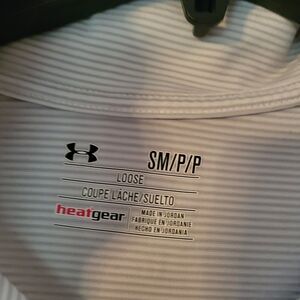 SM/P/P
LOOSE
COUPE LÂCHE/SUELTO
heatgear
MADE IN JORDAN
FABRIQUÉ EN JORDANIE
HECHO EN JORDANIA